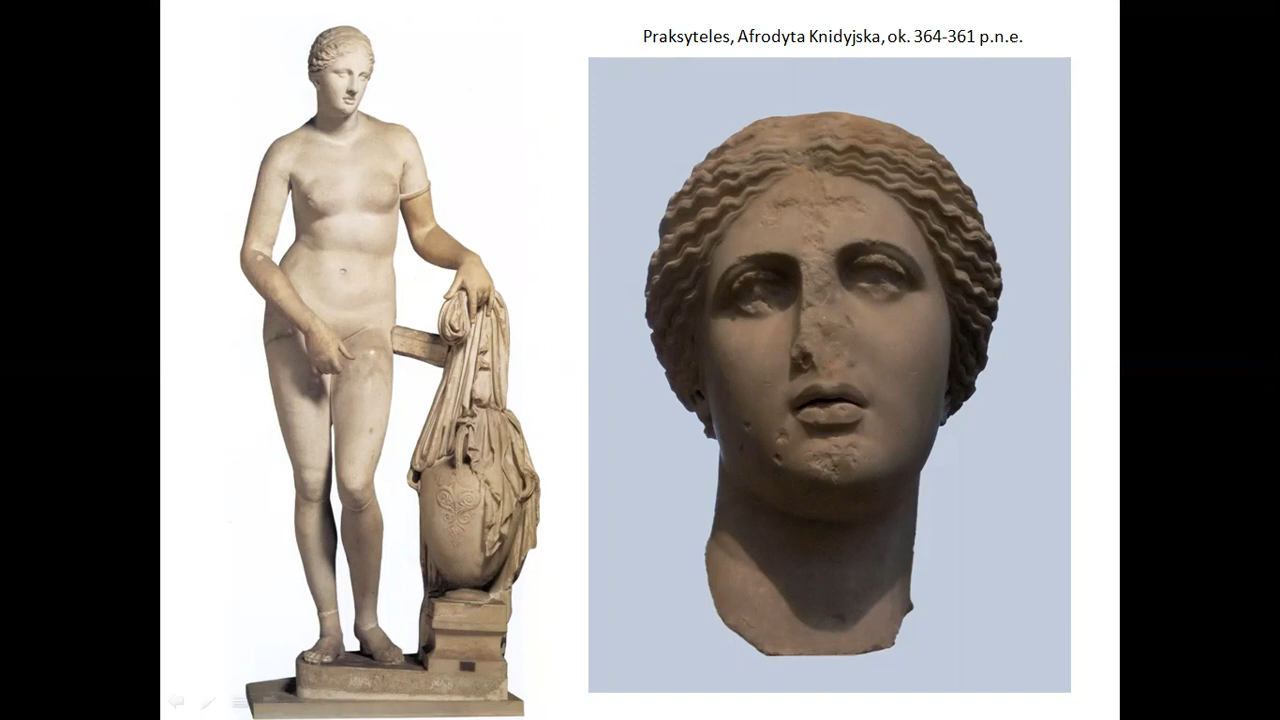 Praksyteles, Afrodyta Knidyjska, ok. 364-361 p.n.e.